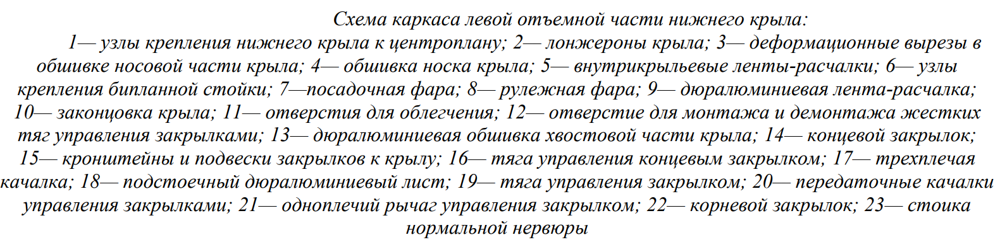 Схема каркаса левой отъемной части нижнего крыла:
1— узлы крепления нижнего крыла к центроплану; 2— лонжероны крыла; 3— деформационные вырезы в
обшивке носовой части крыла; 4— обшивка носка крыла; 5— внутрикрыльевые ленты-расчалки; 6— узлы
крепления бипланной стойки; 7—посадочная фара; 8— рулежная фара; 9— дюралюминиевая лента-расчалка;
10— законцовка крыла; 11— отверстия для облегчения; 12— отверстие для монтажа и демонтажа жестких
тяг управления закрылками; 13— дюралюминиевая обшивка хвостовой части крыла; 14— концевой закрылок;
15— кронштейны и подвески закрылков к крылу; 16— тяга управления концевым закрылком; 17— трехплечая
качалка; 18— подстоечный дюралюминиевый лист; 19— тяга управления закрылком; 20— передаточные качалки
управления закрылками; 21— одноплечий рычаг управления закрылком; 22— корневой закрылок; 23— стоика
нормальной нервюры